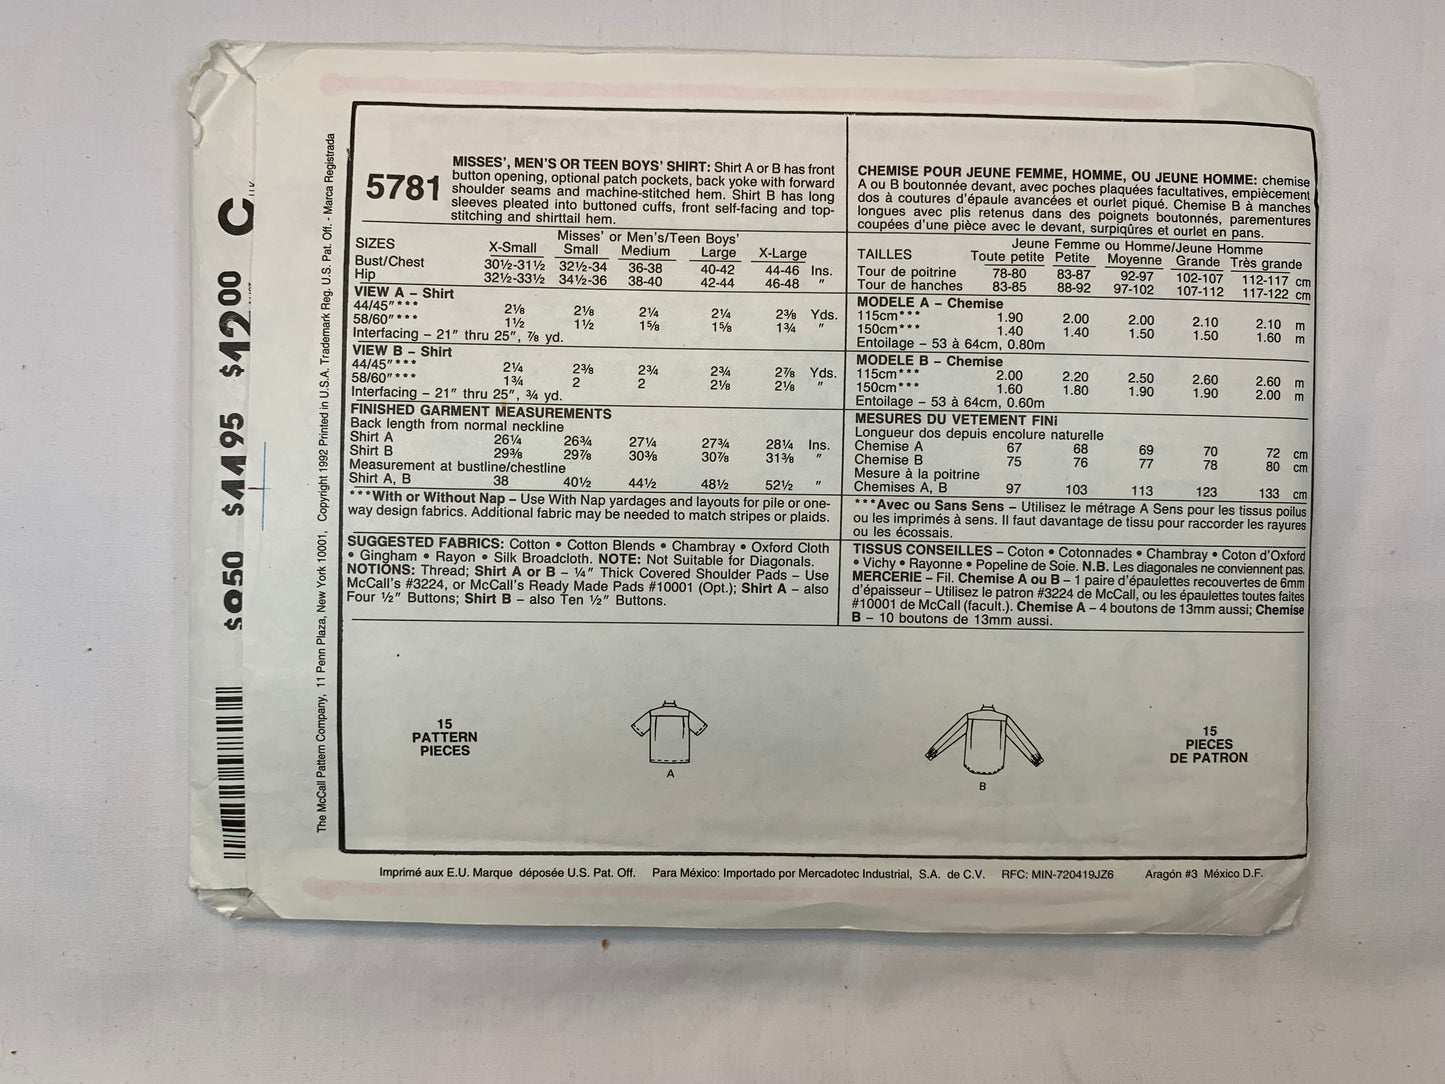 5781
MISSES', MEN'S OR TEEN BOYS' SHIRT: Shirt A or B has front
button opening, optional patch pockets, back yoke with forward
shoulder seams and machine-stitched hem. Shirt B has long
sleeves pleated into buttoned cuffs, front self-facing and top-
stitching and shirttail hem.
Misses' or Men's/Teen Boys'
SIZES X-Small Small Medium Large X-Large
Bust/Chest 30½-31½ 32½-34 36-38 40-42 44-46 Ins.
Hip 32½-33½ 34½-36 38-40 42-44 46-48 "
VIEW A – Shirt
44/45"*** 2⅛ 2⅛ 2¼ 2¼ 2⅜ Yds.
58/60"*** 1½ 1½ 1⅝ 1⅝ 1¾ "
Interfacing – 21" thru 25", ⅞ yd.
VIEW B – Shirt
44/45"*** 2¼ 2⅜ 2¾ 2¾ 2⅞ Yds.
58/60"*** 1¾ 2 2 2⅛ 2⅛ "
Interfacing – 21" thru 25", ¾ yd.
FINISHED GARMENT MEASUREMENTS
Back length from normal neckline
Shirt A 26¼ 26¾ 27¼ 27¾ 28¼ Ins.
Shirt B 29⅜ 29⅞ 30⅜ 30⅞ 31⅜ "
Measurement at bustline/chestline
Shirt A, B 38 40½ 44½ 48½ 52½ "
***With or Without Nap – Use With Nap yardages and layouts for pile or one-
way design fabrics. Additional fabric may be needed to match stripes or plaids.
SUGGESTED FABRICS: Cotton • Cotton Blends • Chambray • Oxford Cloth
• Gingham • Rayon • Silk Broadcloth. NOTE: Not Suitable for Diagonals.
NOTIONS: Thread; Shirt A or B – ¼" Thick Covered Shoulder Pads – Use
McCall's #3224, or McCall's Ready Made Pads #10001 (Opt.); Shirt A – also
Four ½" Buttons; Shirt B – also Ten ½" Buttons.
CHEMISE POUR JEUNE FEMME, HOMME, OU JEUNE HOMME: chemise
A ou B boutonnée devant, avec poches plaquées facultatives, empiècement
dos à coutures d'épaule avancées et ourlet piqué. Chemise B à manches
longues avec plis retenus dans des poignets boutonnés, parementures
coupées d'une pièce avec le devant, surpiqûres et ourlet en pans.
Jeune Femme ou Homme/Jeune Homme
TAILLES Toute petite Petite Moyenne Grande Très grande
Tour de poitrine 78-80 83-87 92-97 102-107 112-117 cm
Tour de hanches 83-85 88-92 97-102 107-112 117-122 cm
MODELE A – Chemise
115cm*** 1.90 2.00 2.00 2.10 2.10 m
150cm*** 1.40 1.40 1.50 1.50 1.60 m
Entoilage – 53 à 64cm, 0.80m
MODELE B – Chemise
115cm*** 2.00 2.20 2.50 2.60 2.60 m
150cm*** 1.60 1.80 1.90 1.90 2.00 m
Entoilage – 53 à 64cm, 0.60m
MESURES DU VETEMENT FINi
Longueur dos depuis encolure naturelle
Chemise A 67 68 69 70 72 cm
Chemise B 75 76 77 78 80 cm
Mesure à la poitrine
Chemises A, B 97 103 113 123 133 cm
***Avec ou Sans Sens – Utilisez le métrage A Sens pour les tissus poilus
ou les imprimés à sens. Il faut davantage de tissu pour raccorder les rayures
ou les écossais.
TISSUS CONSEILLES – Coton • Cotonnades • Chambray • Coton d'Oxford
• Vichy • Rayonne • Popeline de Soie. N.B. Les diagonales ne conviennent pas.
MERCERIE – Fil. Chemise A ou B – 1 paire d'épaulettes recouvertes de 6mm
d'épaisseur – Utilisez le patron #3224 de McCall, ou les épaulettes toutes faites
#10001 de McCall (facult.). Chemise A – 4 boutons de 13mm aussi; Chemise
B – 10 boutons de 13mm aussi.
15
PATTERN
PIECES
A
B
15
PIECES
DE PATRON
Imprimé aux E.U. Marque déposée U.S. Pat. Off. Para México: Importado por Mercadotec Industrial, S.A. de C.V. RFC: MIN-720419JZ6 Aragón #3 México D.F.
The McCall Pattern Company, 11 Penn Plaza, New York 10001, Copyright 1992 Printed in U.S.A. Trademark Reg. U.S. Pat. Off. - Marca Registrada
C